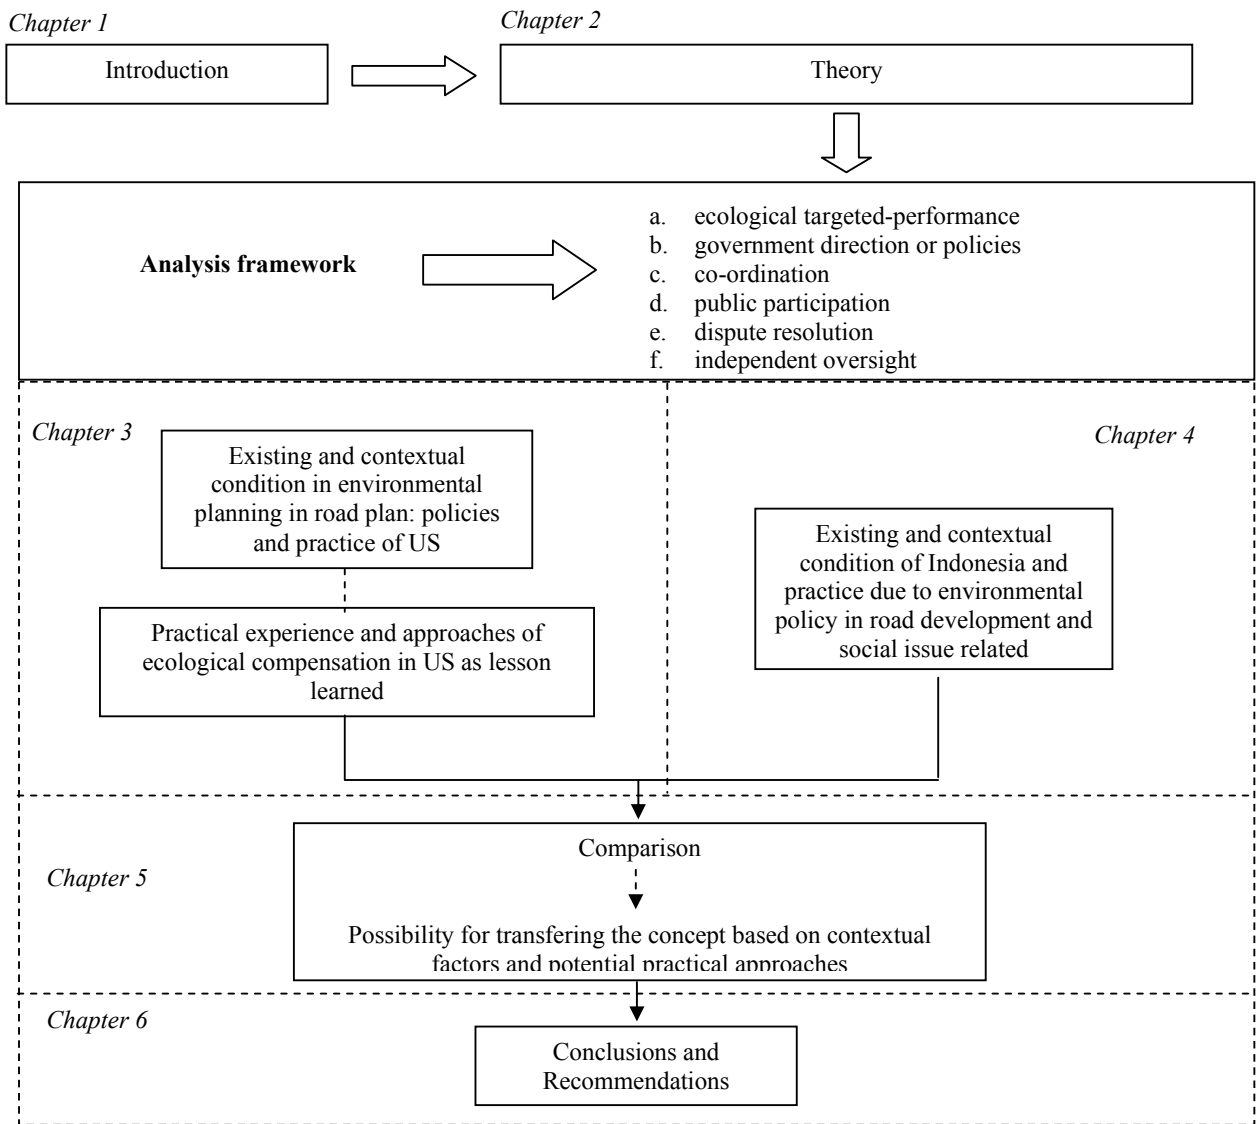 Chapter 1
Chapter 2
Introduction
Theory
Analysis framework
a. ecological targeted-performance
b. government direction or policies
c. co-ordination
d. public participation
e. dispute resolution
f. independent oversight
Chapter 3
Existing and contextual
condition in environmental
planning in road plan: policies
and practice of US
Practical experience and approaches of
ecological compensation in US as lesson
learned
Chapter 4
Existing and contextual
condition of Indonesia and
practice due to environmental
policy in road development and
social issue related
Chapter 5
Comparison
Possibility for transfering the concept based on contextual
factors and potential practical approaches
Chapter 6
Conclusions and
Recommendations